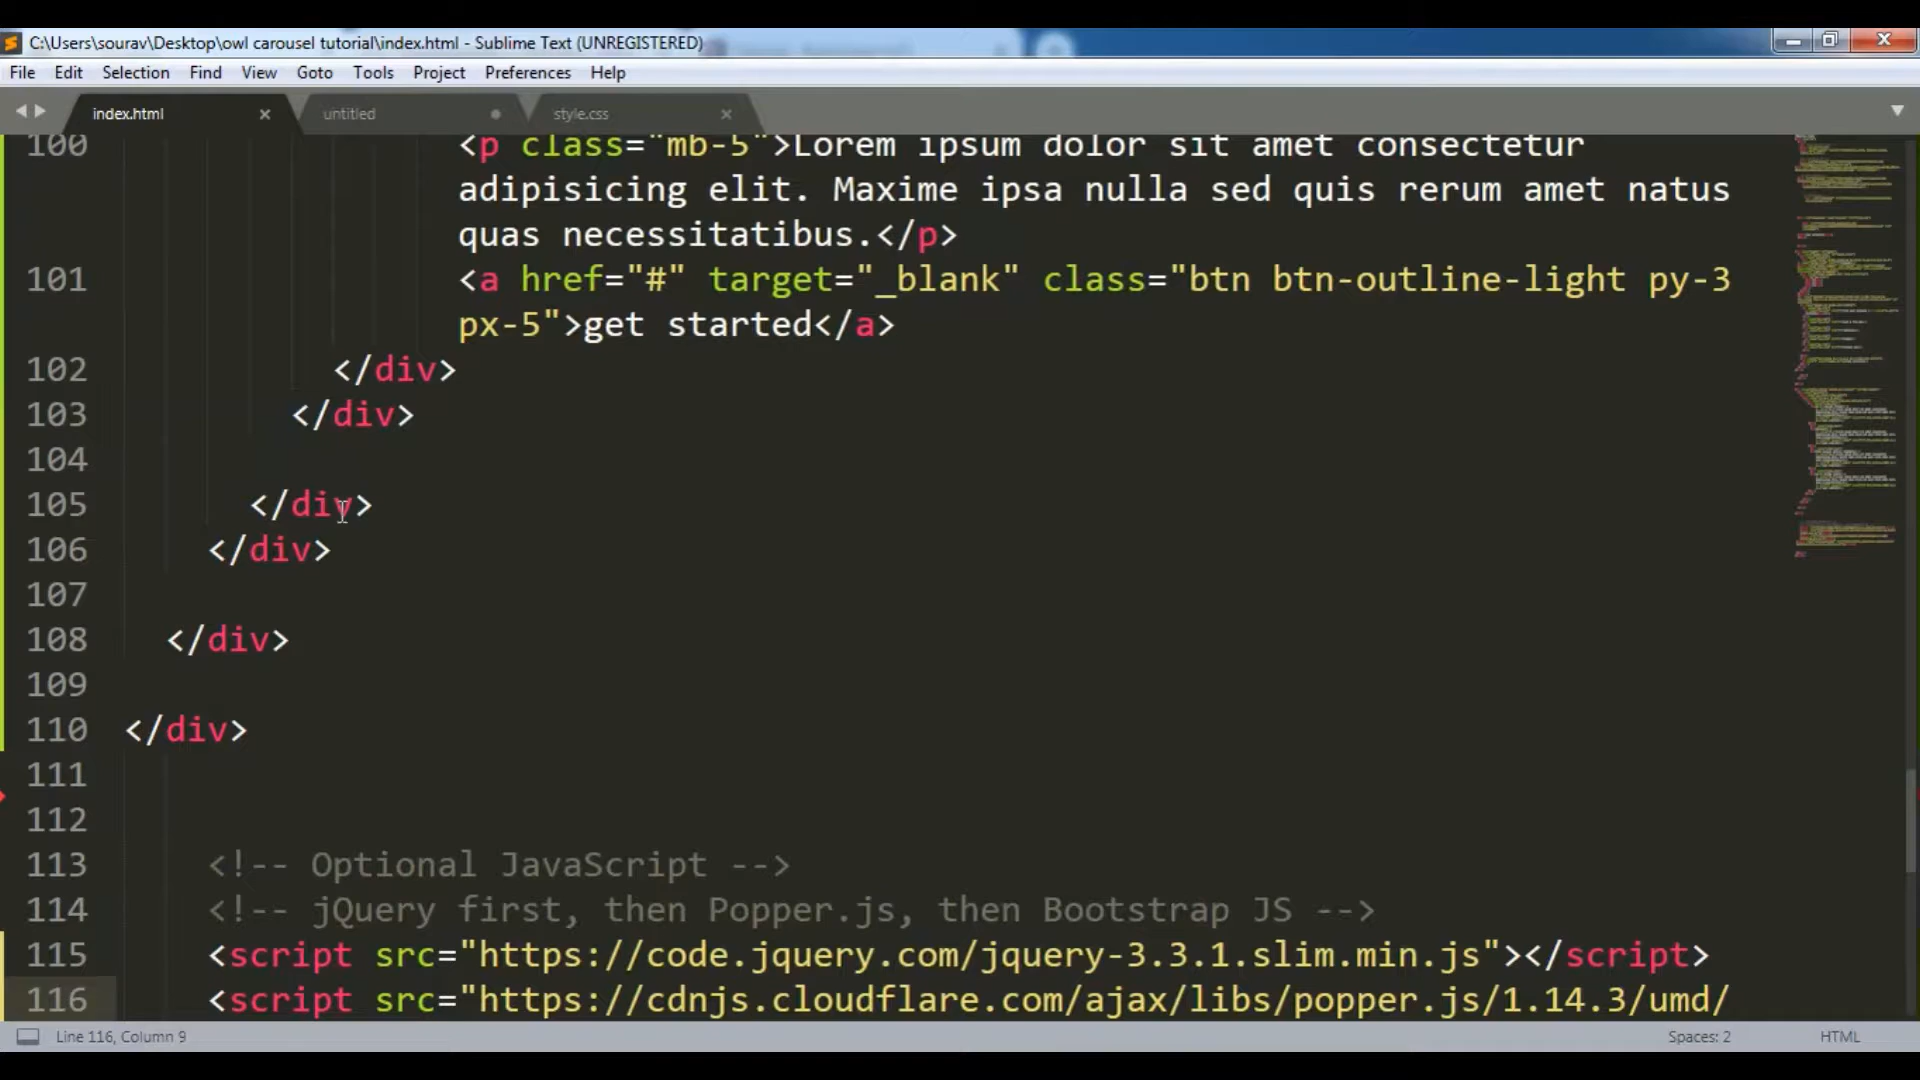 C:\Users\sourav\Desktop\owl carousel tutorial\index.html - Sublime Text (UNREGISTERED)
File Edit Selection Find View Goto Tools Project Preferences Help
index.html untitled style.css
100 <p class="mb-5">Lorem ipsum dolor sit amet consectetur
adipisicing elit. Maxime ipsa nulla sed quis rerum amet natus
quas necessitatibus.</p>
101 <a href="#" target="_blank" class="btn btn-outline-light py-3
px-5">get started</a>
102 </div>
103 </div>
104
105 </div>
106 </div>
107
108 </div>
109
110 </div>
111
112
113 <!-- Optional JavaScript -->
114 <!-- jQuery first, then Popper.js, then Bootstrap JS -->
115 <script src="https://code.jquery.com/jquery-3.3.1.slim.min.js"></script>
116 <script src="https://cdnjs.cloudflare.com/ajax/libs/popper.js/1.14.3/umd/
Line 116, Column 9 Spaces: 2 HTML